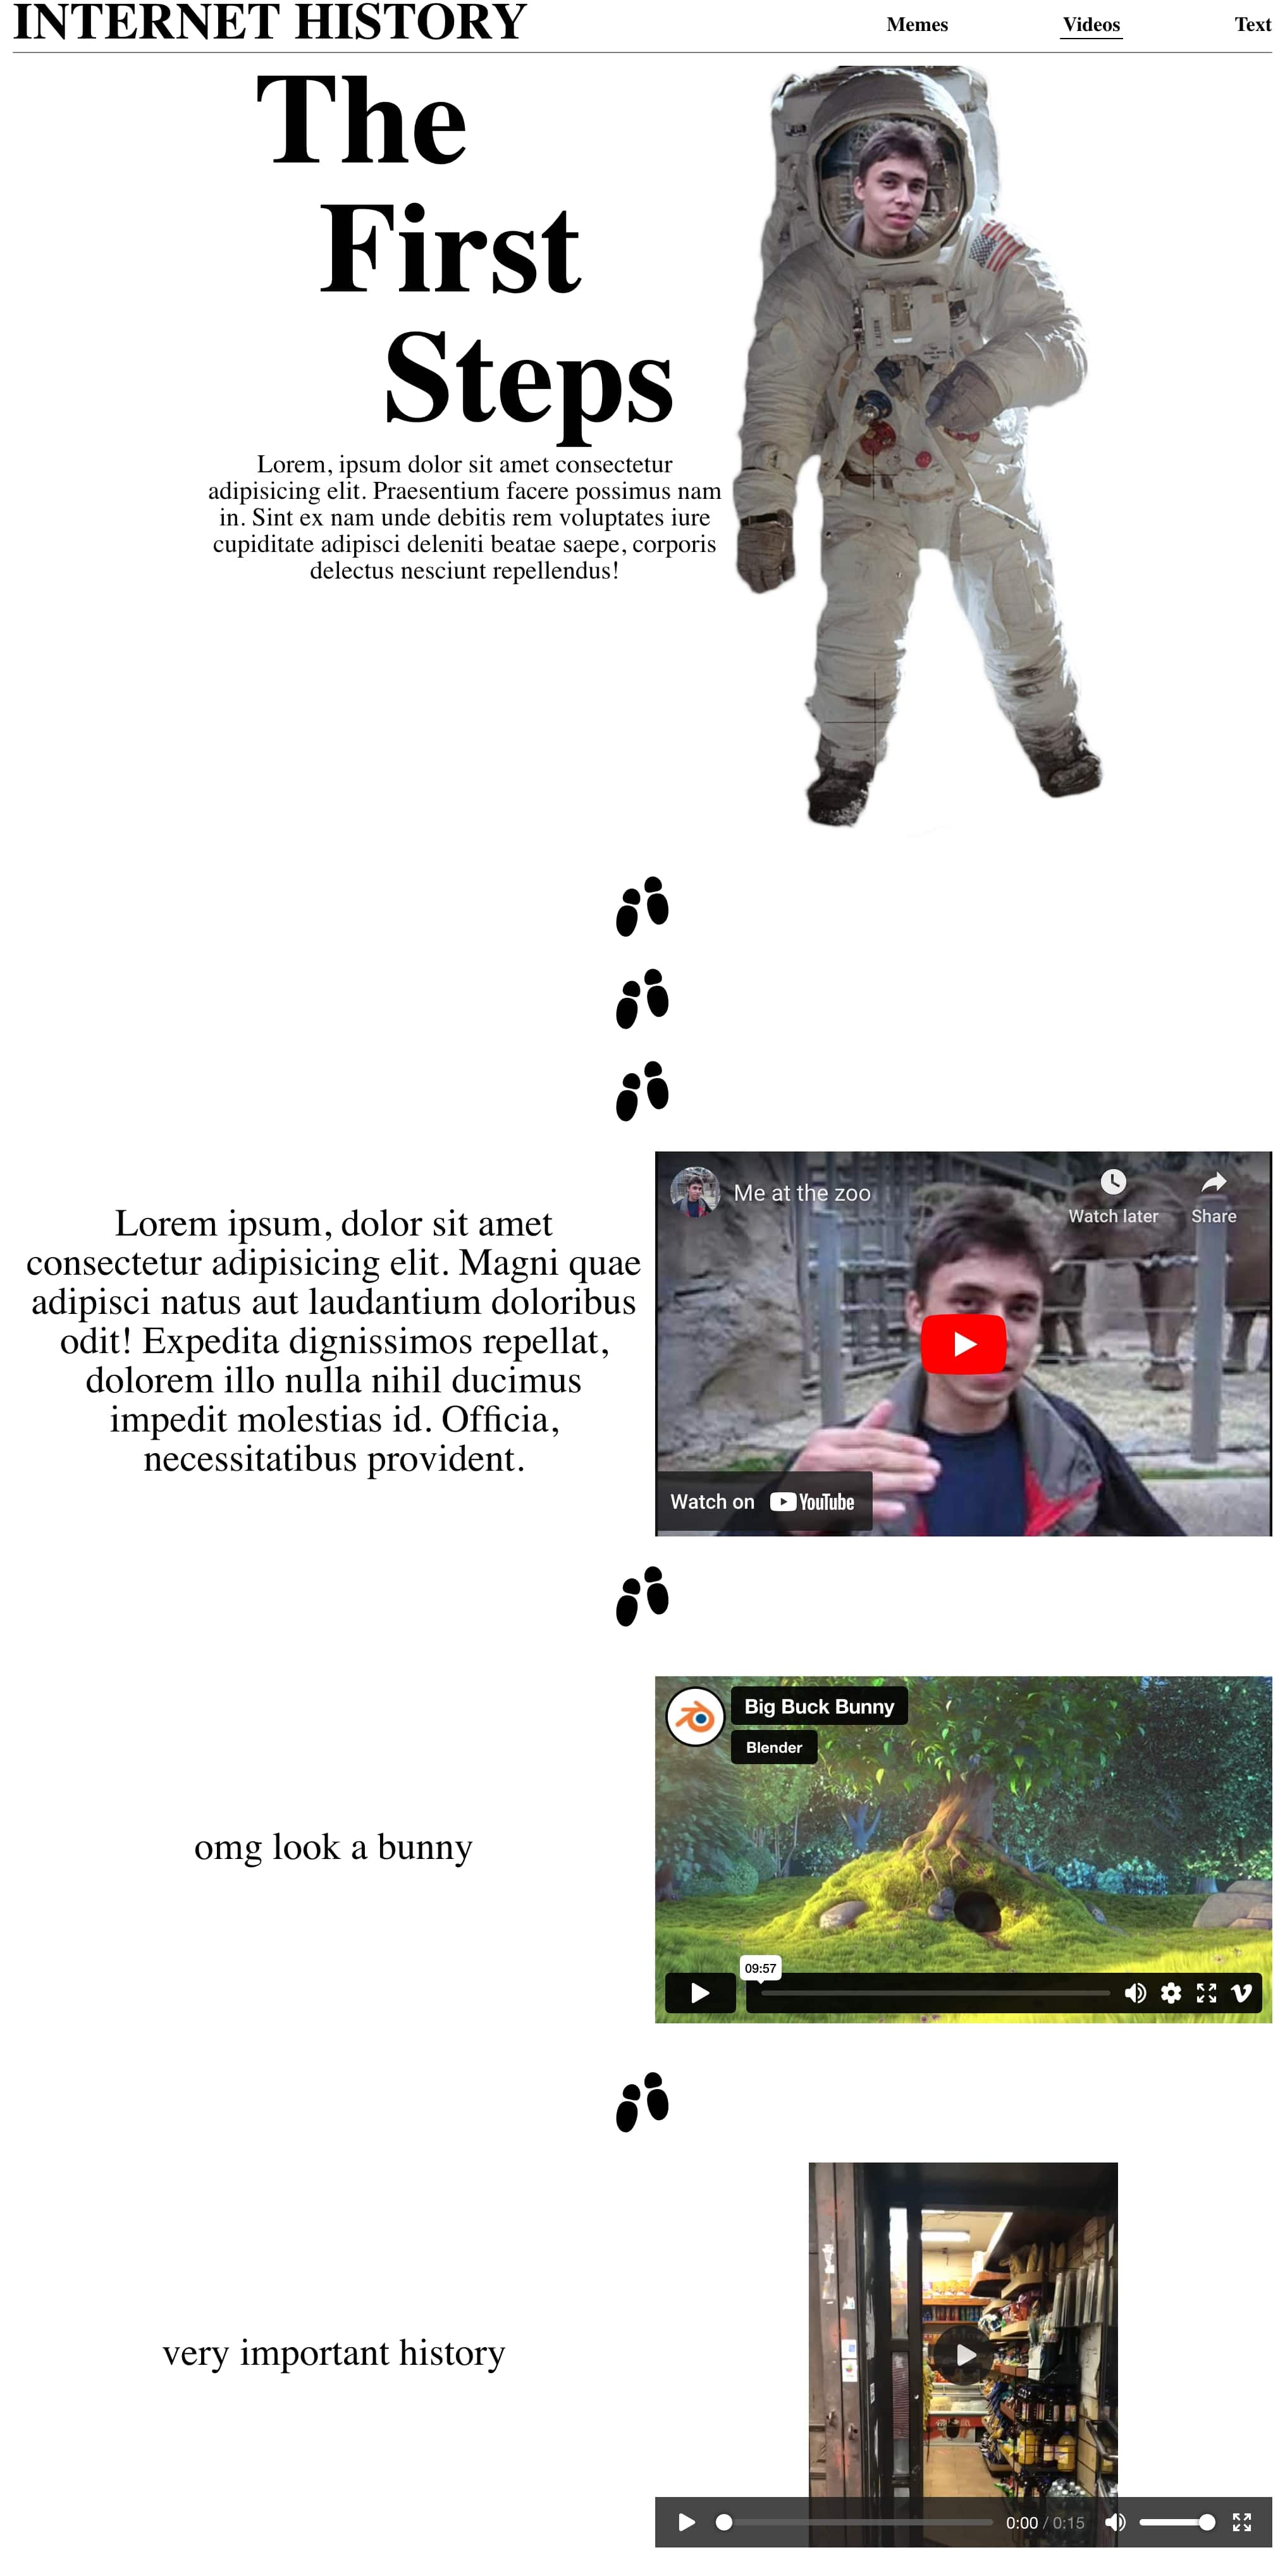 INTERNET HISTORY
Memes
Videos
Text
The
First
Steps
Lorem, ipsum dolor sit amet consectetur
adipisicing elit. Praesentium facere possimus nam
in. Sint ex nam unde debitis rem voluptates iure
cupiditate adipisci deleniti beatae saepe, corporis
delectus nesciunt repellendus!
Me at the zoo
Watch later
Share
Lorem ipsum, dolor sit amet
consectetur adipisicing elit. Magni quae
adipisci natus aut laudantium doloribus
odit! Expedita dignissimos repellat,
dolorem illo nulla nihil ducimus
impedit molestias id. Officia,
necessitatibus provident.
Watch on YouTube
Big Buck Bunny
Blender
omg look a bunny
09:57
very important history
0:00 / 0:15